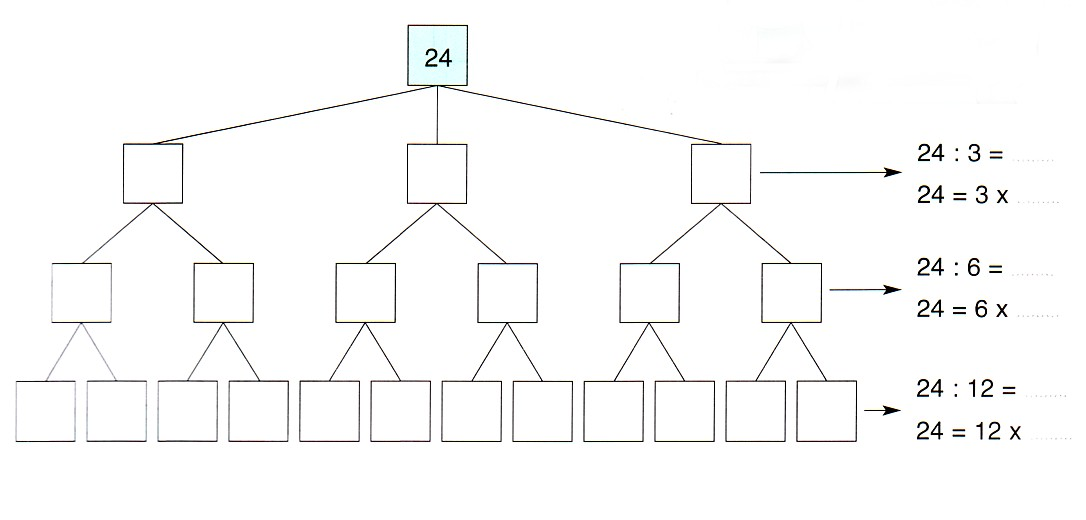 24
24 : 3 = ........
24 = 3 x ........
24 : 6 = ........
24 = 6 x ........
24 : 12 = ........
24 = 12 x ........